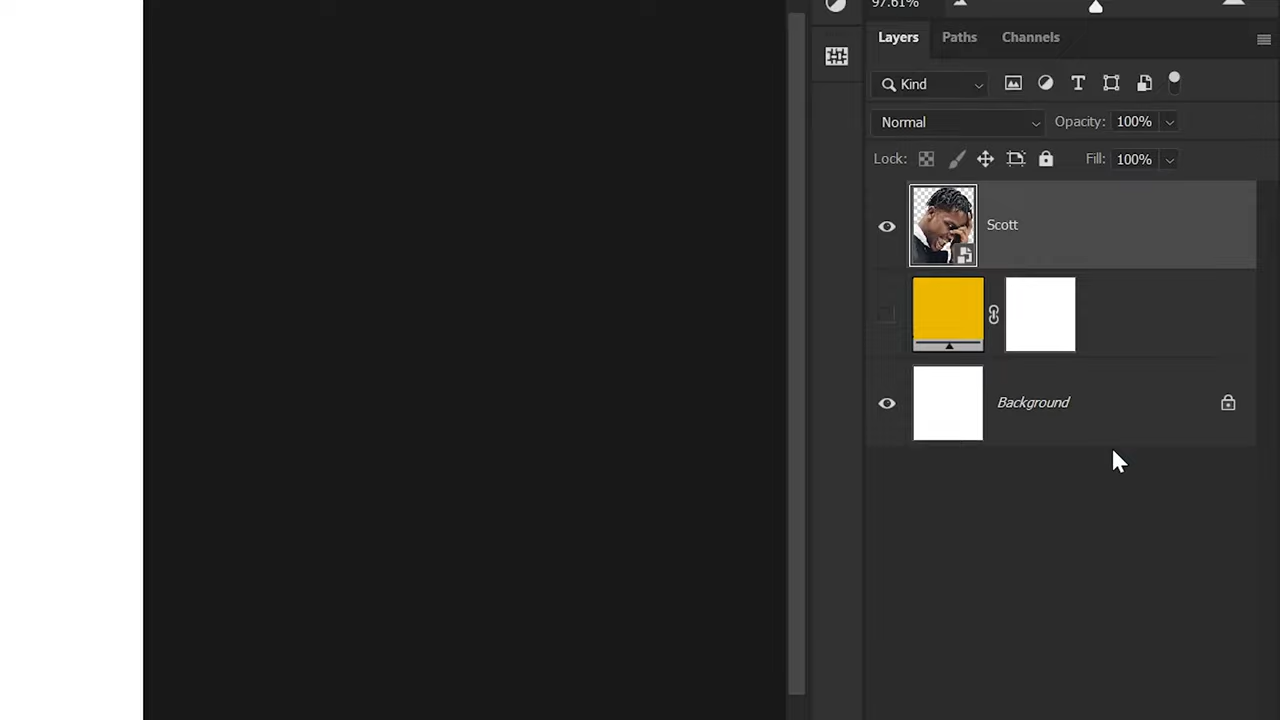 97.61%
Layers Paths Channels
Kind
Normal Opacity: 100%
Lock: Fill: 100%
Scott
Background